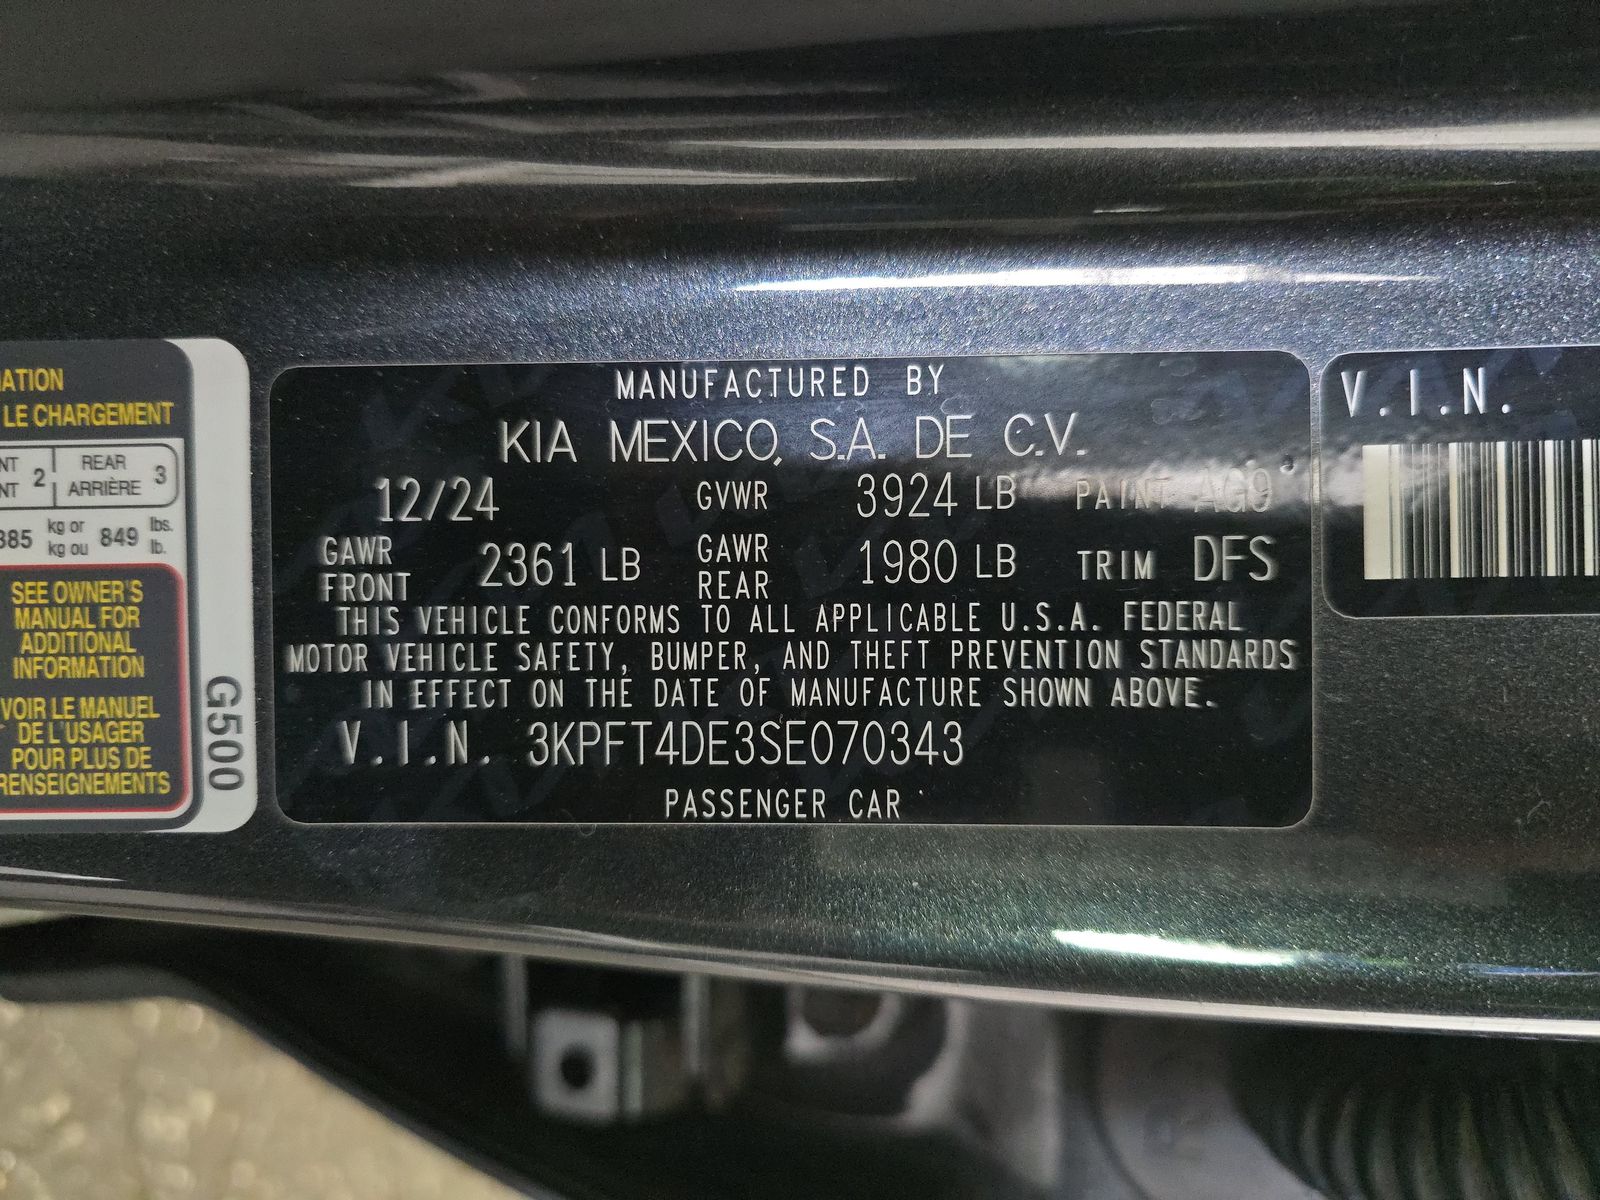 MANUFACTURED BY
KIA MEXICO, S.A. DE C.V.
12/24 GVWR 3924 LB PAINT AG9
GAWR FRONT 2361 LB GAWR REAR 1980 LB TRIM DFS
THIS VEHICLE CONFORMS TO ALL APPLICABLE U.S.A. FEDERAL
MOTOR VEHICLE SAFETY, BUMPER, AND THEFT PREVENTION STANDARDS
IN EFFECT ON THE DATE OF MANUFACTURE SHOWN ABOVE.
V.I.N. 3KPFT4DE3SE070343
PASSENGER CAR
V.I.N.
LE CHARGEMENT
2 REAR
ARRIÈRE 3
kg or lbs.
kg ou 849 lb.
SEE OWNER'S
MANUAL FOR
ADDITIONAL
INFORMATION
VOIR LE MANUEL
DE L'USAGER
POUR PLUS DE
RENSEIGNEMENTS
G500